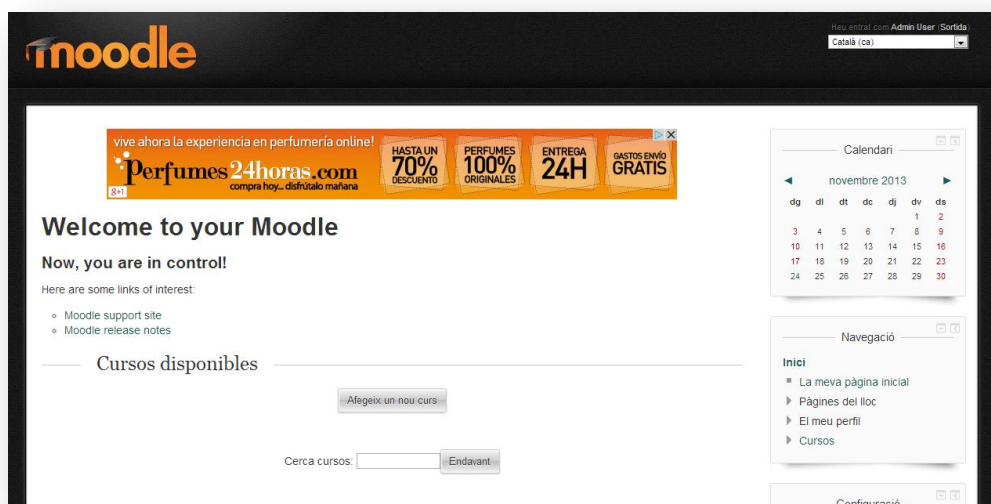 moodle
Heu entrat com Admin User (Sortida)
Català (ca)
vive ahora la experiencia en perfumería online!
Perfumes24horas.com
compra hoy... disfrútalo mañana
g+1
HASTA UN
70%
DESCUENTO
PERFUMES
100%
ORIGINALES
ENTREGA
24H
GASTOS ENVÍO
GRATIS
Welcome to your Moodle
Now, you are in control!
Here are some links of interest:
Moodle support site
Moodle release notes
Cursos disponibles
Afegeix un nou curs
Cerca cursos:
Endavant
Calendari
novembre 2013
dg dl dt dc dj dv ds
1 2
3 4 5 6 7 8 9
10 11 12 13 14 15 16
17 18 19 20 21 22 23
24 25 26 27 28 29 30
Navegació
Inici
La meva pàgina inicial
Pàgines del lloc
El meu perfil
Cursos
Configuració